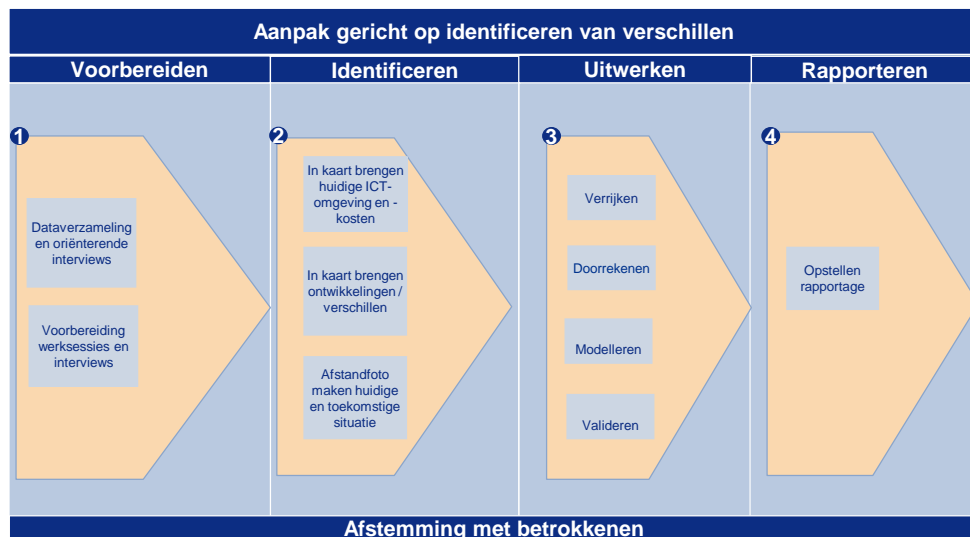 Aanpak gericht op identificeren van verschillen
Voorbereiden
Identificeren
Uitwerken
Rapporteren
1
Dataverzameling
en oriënterende
interviews
Voorbereiding
werksessies en
interviews
2
In kaart brengen
huidige ICT-
omgeving en -
kosten
In kaart brengen
ontwikkelingen /
verschillen
Afstandfoto
maken huidige
en toekomstige
situatie
3
Verrijken
Doorrekenen
Modelleren
Valideren
4
Opstellen
rapportage
Afstemming met betrokkenen